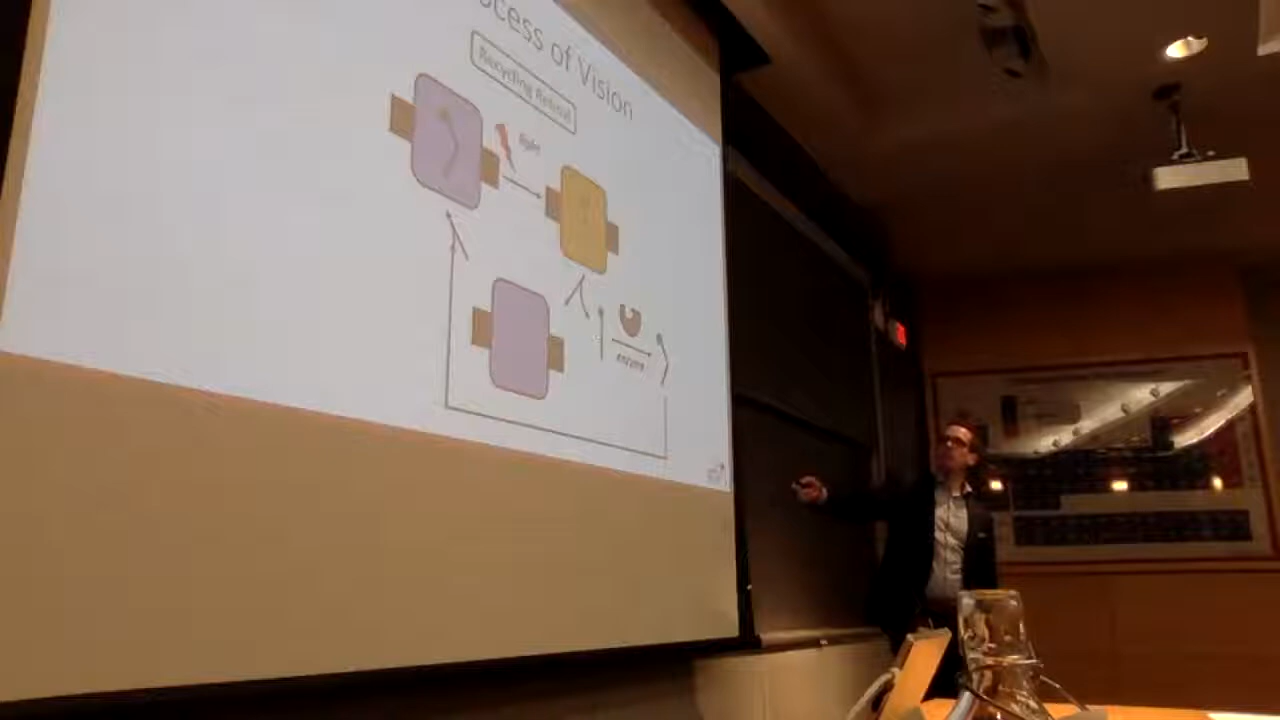 ocess of Vision
Recycling Retinal
light
enzyme